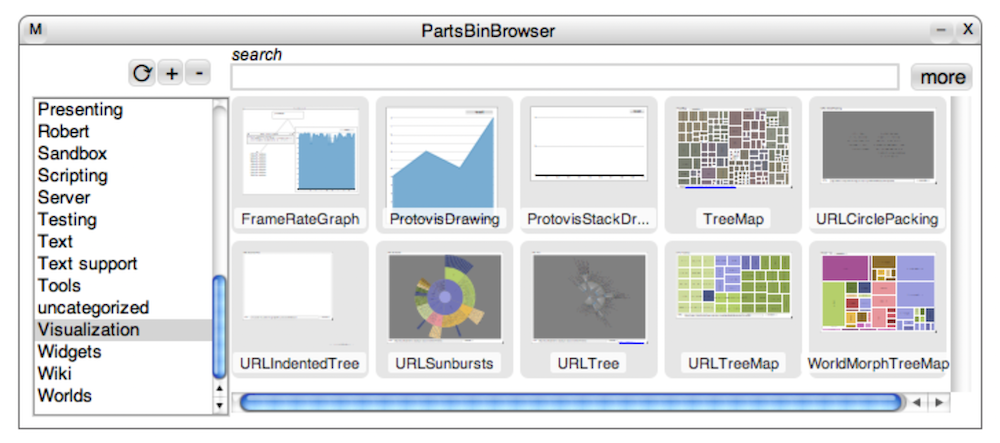 M PartsBinBrowser – X
search
+ - more
Presenting
Robert
Sandbox
Scripting
Server
Testing
Text
Text support
Tools
uncategorized
Visualization
Widgets
Wiki
Worlds
FrameRateGraph ProtovisDrawing ProtovisStackDr... TreeMap URLCirclePacking
URLIndentedTree URLSunbursts URLTree URLTreeMap WorldMorphTreeMap